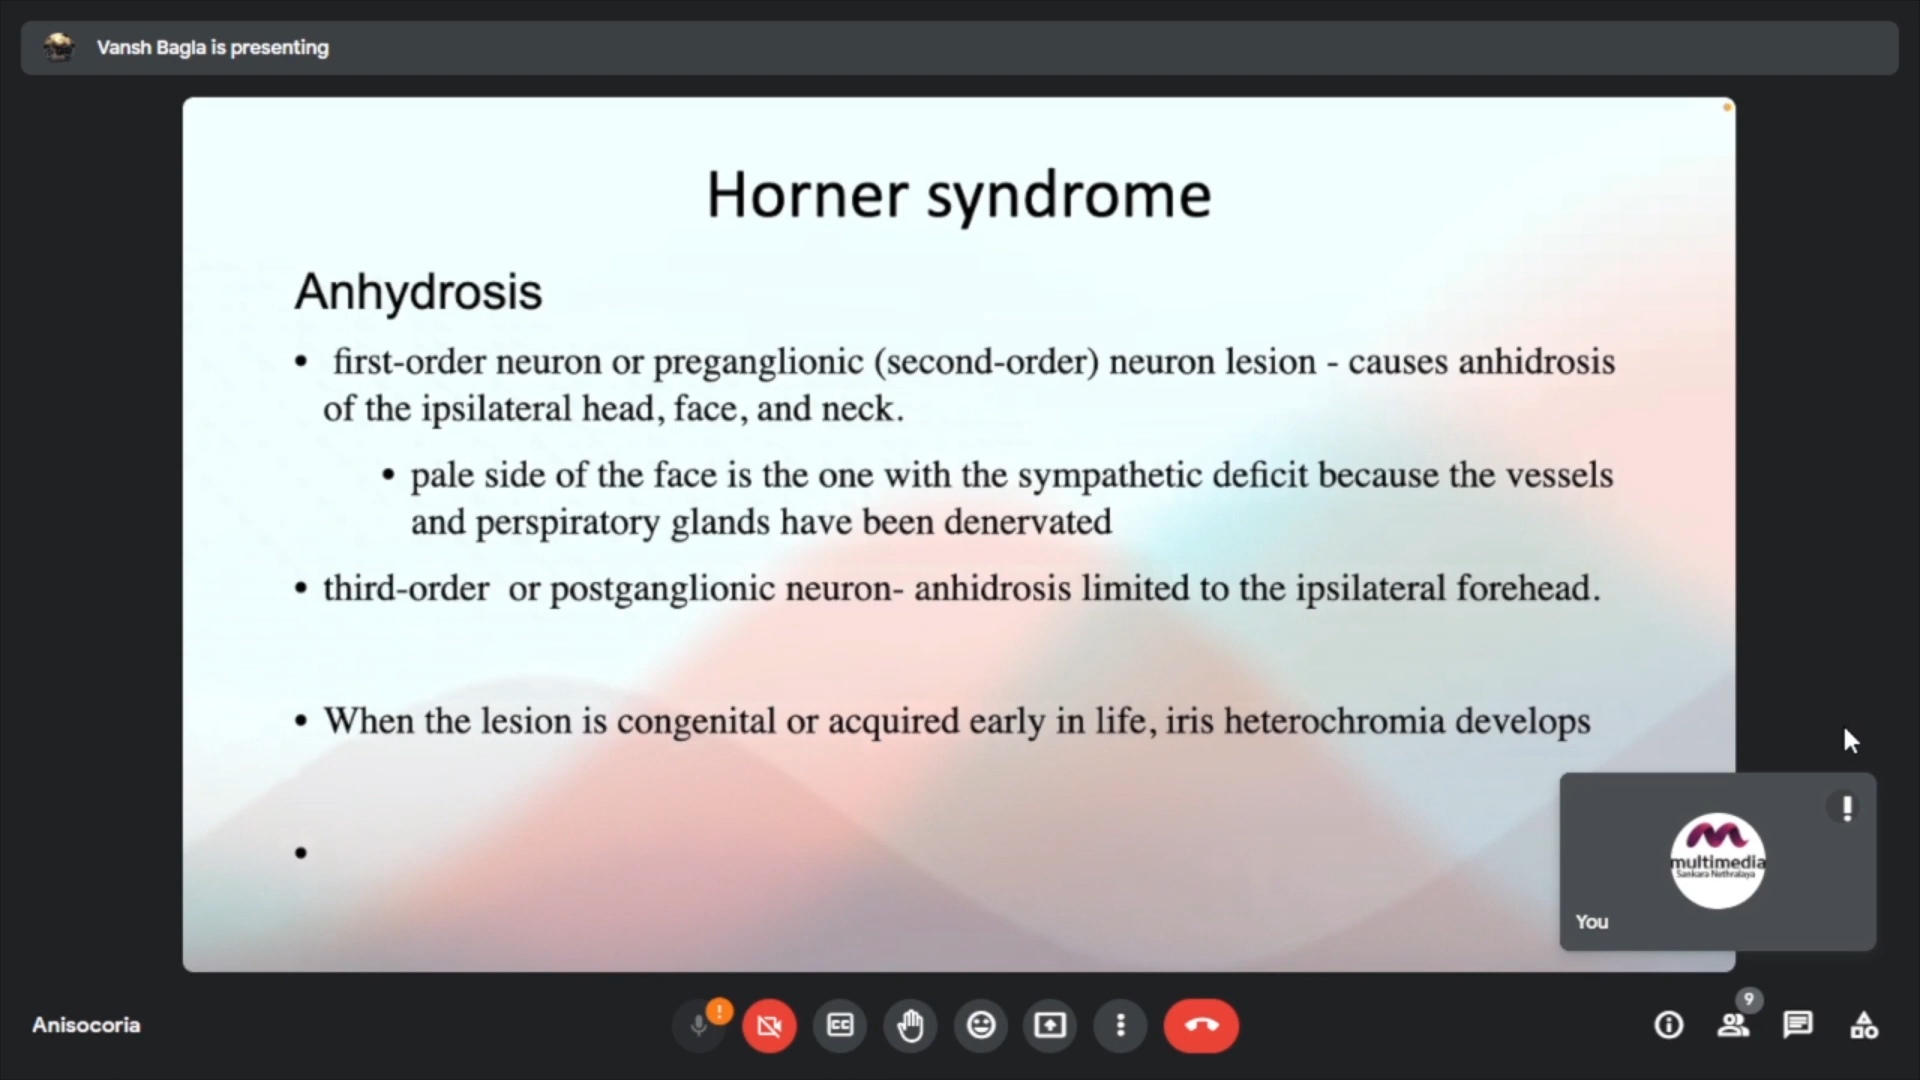 Vansh Bagla is presenting
Horner syndrome
Anhydrosis
• first-order neuron or preganglionic (second-order) neuron lesion - causes anhidrosis
of the ipsilateral head, face, and neck.
• pale side of the face is the one with the sympathetic deficit because the vessels
and perspiratory glands have been denervated
• third-order or postganglionic neuron- anhidrosis limited to the ipsilateral forehead.
• When the lesion is congenital or acquired early in life, iris heterochromia develops
•
multimedia
Sankara Nethralaya
You
Anisocoria
CC
9